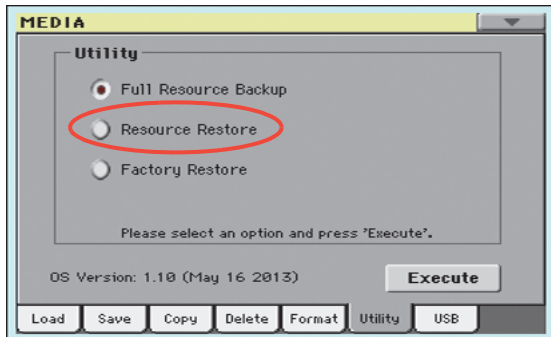 MEDIA
Utility
Full Resource Backup
Resource Restore
Factory Restore
Please select an option and press 'Execute'.
OS Version: 1.10 (May 16 2013)
Execute
Load Save Copy Delete Format Utility USB